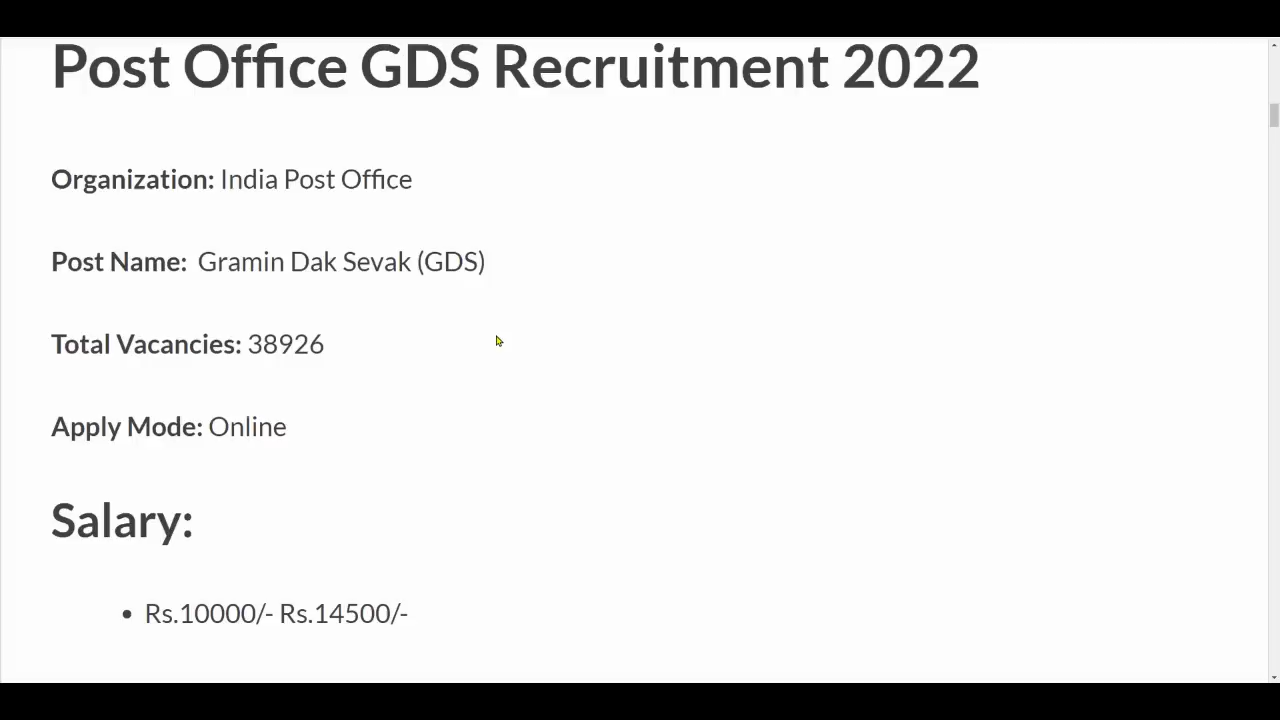 Post Office GDS Recruitment 2022
Organization: India Post Office
Post Name: Gramin Dak Sevak (GDS)
Total Vacancies: 38926
Apply Mode: Online
Salary:
• Rs.10000/- Rs.14500/-